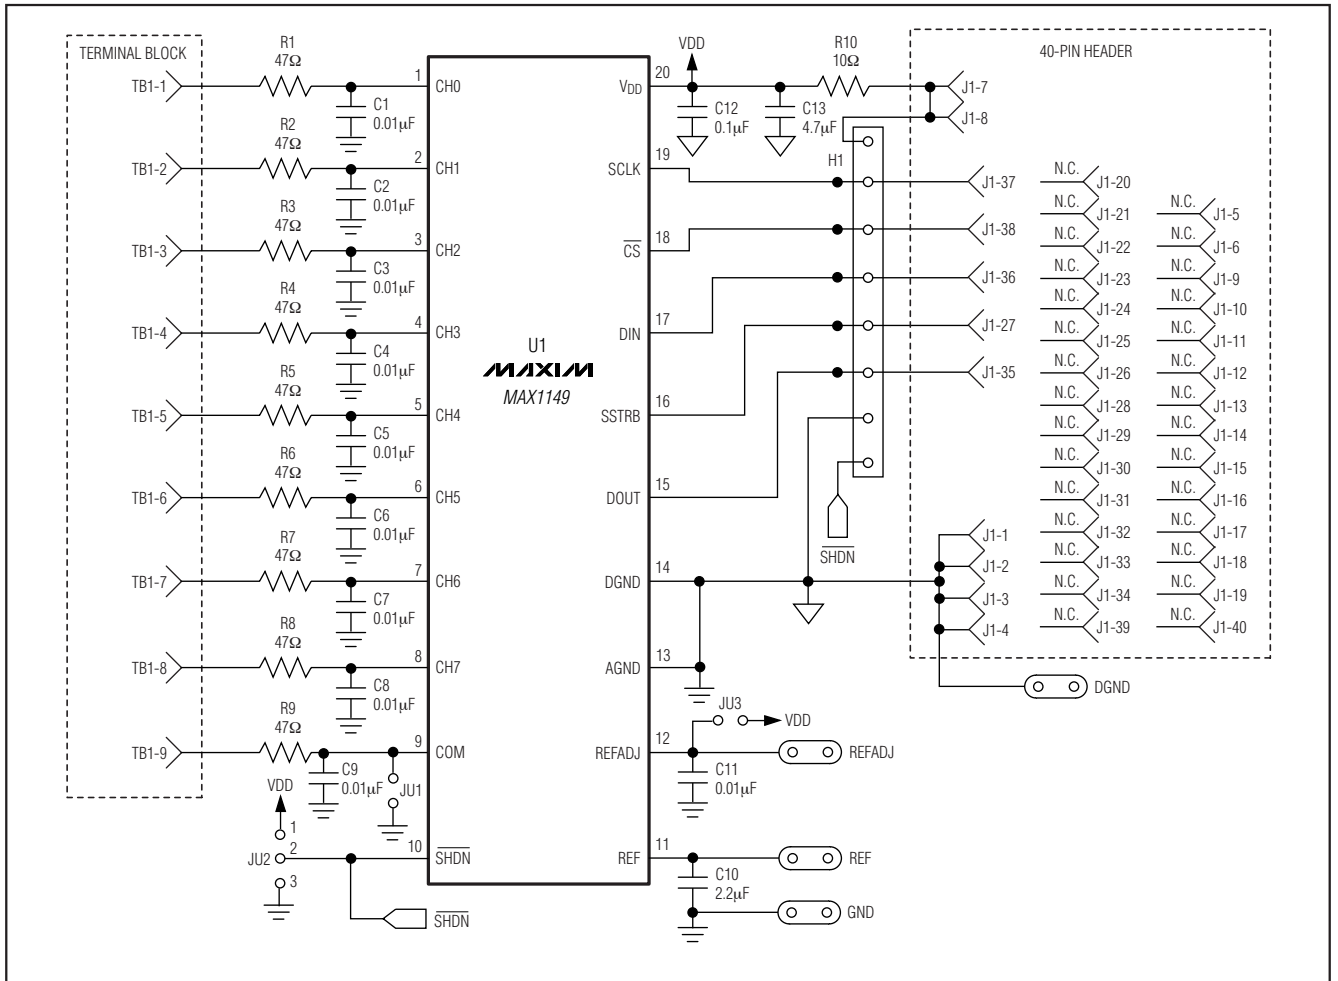 TERMINAL BLOCK
TB1-1
R1
47Ω
C1
0.01µF
1
CH0
TB1-2
R2
47Ω
C2
0.01µF
2
CH1
TB1-3
R3
47Ω
C3
0.01µF
3
CH2
TB1-4
R4
47Ω
C4
0.01µF
4
CH3
TB1-5
R5
47Ω
C5
0.01µF
5
CH4
TB1-6
R6
47Ω
C6
0.01µF
6
CH5
TB1-7
R7
47Ω
C7
0.01µF
7
CH6
TB1-8
R8
47Ω
C8
0.01µF
8
CH7
TB1-9
R9
47Ω
C9
0.01µF
9
COM
JU1
VDD
1
JU2
2
3
10
SHDN
SHDN
U1
MAXIM
MAX1149
VDD
20
VDD
C12
0.1µF
C13
4.7µF
R10
10Ω
19
SCLK
18
CS
17
DIN
16
SSTRB
15
DOUT
14
DGND
13
AGND
12
REFADJ
11
REF
H1
SHDN
JU3
VDD
C11
0.01µF
REFADJ
C10
2.2µF
REF
GND
DGND
40-PIN HEADER
J1-7
J1-8
J1-37
J1-38
J1-36
J1-27
J1-35
J1-1
J1-2
J1-3
J1-4
N.C. J1-20
N.C. J1-21
N.C. J1-22
N.C. J1-23
N.C. J1-24
N.C. J1-25
N.C. J1-26
N.C. J1-28
N.C. J1-29
N.C. J1-30
N.C. J1-31
N.C. J1-32
N.C. J1-33
N.C. J1-34
N.C. J1-39
N.C. J1-5
N.C. J1-6
N.C. J1-9
N.C. J1-10
N.C. J1-11
N.C. J1-12
N.C. J1-13
N.C. J1-14
N.C. J1-15
N.C. J1-16
N.C. J1-17
N.C. J1-18
N.C. J1-19
N.C. J1-40